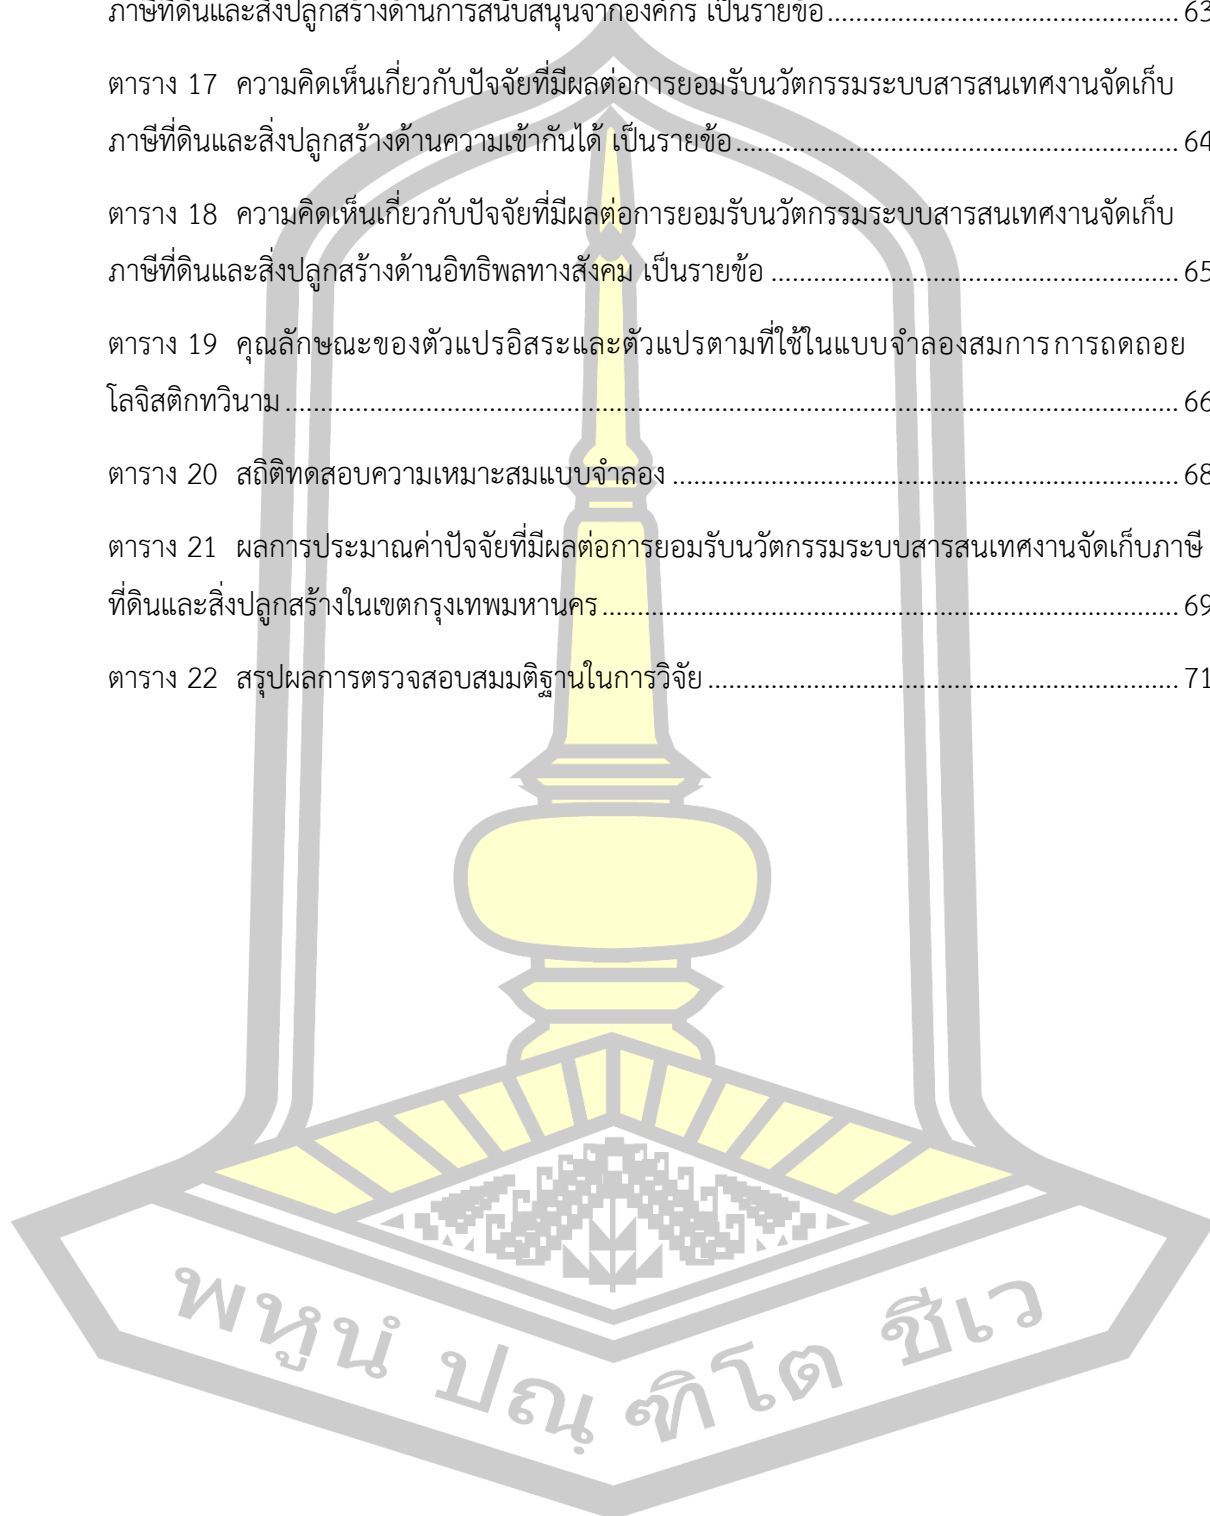 ภาษีที่ดินและสิ่งปลูกสร้างด้านการสนับสนุนจากองค์กร เป็นรายข้อ ........................................ 63
ตาราง 17 ความคิดเห็นเกี่ยวกับปัจจัยที่มีผลต่อการยอมรับนวัตกรรมระบบสารสนเทศงานจัดเก็บ
ภาษีที่ดินและสิ่งปลูกสร้างด้านความเข้ากันได้ เป็นรายข้อ ........................................ 64
ตาราง 18 ความคิดเห็นเกี่ยวกับปัจจัยที่มีผลต่อการยอมรับนวัตกรรมระบบสารสนเทศงานจัดเก็บ
ภาษีที่ดินและสิ่งปลูกสร้างด้านอิทธิพลทางสังคม เป็นรายข้อ ........................................ 65
ตาราง 19 คุณลักษณะของตัวแปรอิสระและตัวแปรตามที่ใช้ในแบบจำลองสมการการถดถอย
โลจิสติกทวินาม ........................................ 66
ตาราง 20 สถิติทดสอบความเหมาะสมแบบจำลอง ........................................ 68
ตาราง 21 ผลการประมาณค่าปัจจัยที่มีผลต่อการยอมรับนวัตกรรมระบบสารสนเทศงานจัดเก็บภาษี
ที่ดินและสิ่งปลูกสร้างในเขตกรุงเทพมหานคร ........................................ 69
ตาราง 22 สรุปผลการตรวจสอบสมมติฐานในการวิจัย ........................................ 71
พหูนํ ปณฺฑิโต ชีเว